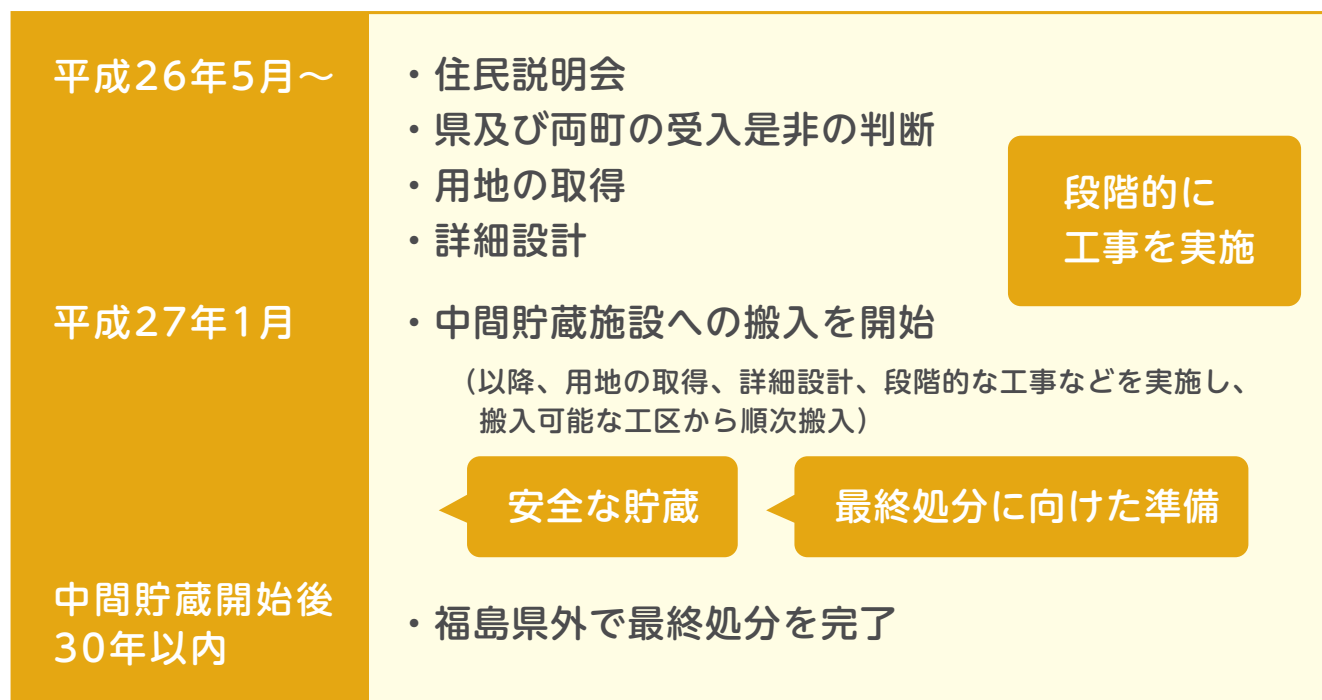 平成26年5月～
・住民説明会
・県及び両町の受入是非の判断
・用地の取得
・詳細設計
段階的に
工事を実施
平成27年1月
・中間貯蔵施設への搬入を開始
（以降、用地の取得、詳細設計、段階的な工事などを実施し、
搬入可能な工区から順次搬入）
安全な貯蔵
最終処分に向けた準備
中間貯蔵開始後
30年以内
・福島県外で最終処分を完了